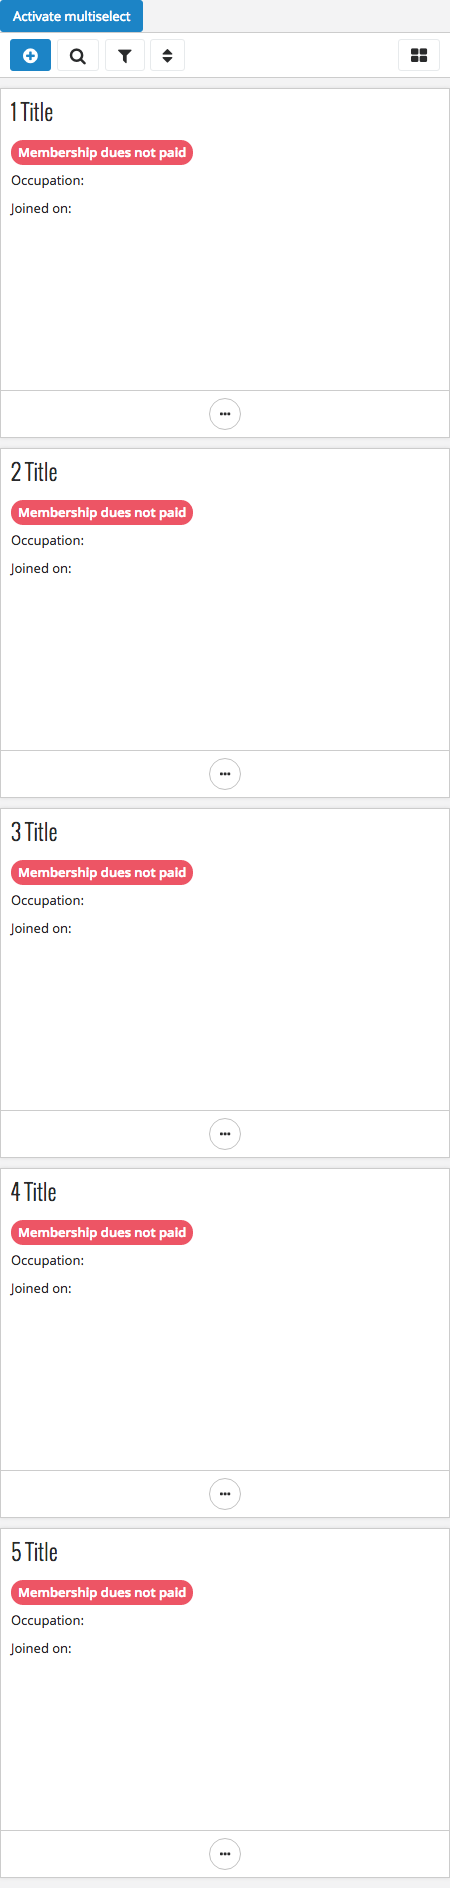 Activate multiselect
1 Title
Membership dues not paid
Occupation:
Joined on:
2 Title
Membership dues not paid
Occupation:
Joined on:
3 Title
Membership dues not paid
Occupation:
Joined on:
4 Title
Membership dues not paid
Occupation:
Joined on:
5 Title
Membership dues not paid
Occupation:
Joined on: